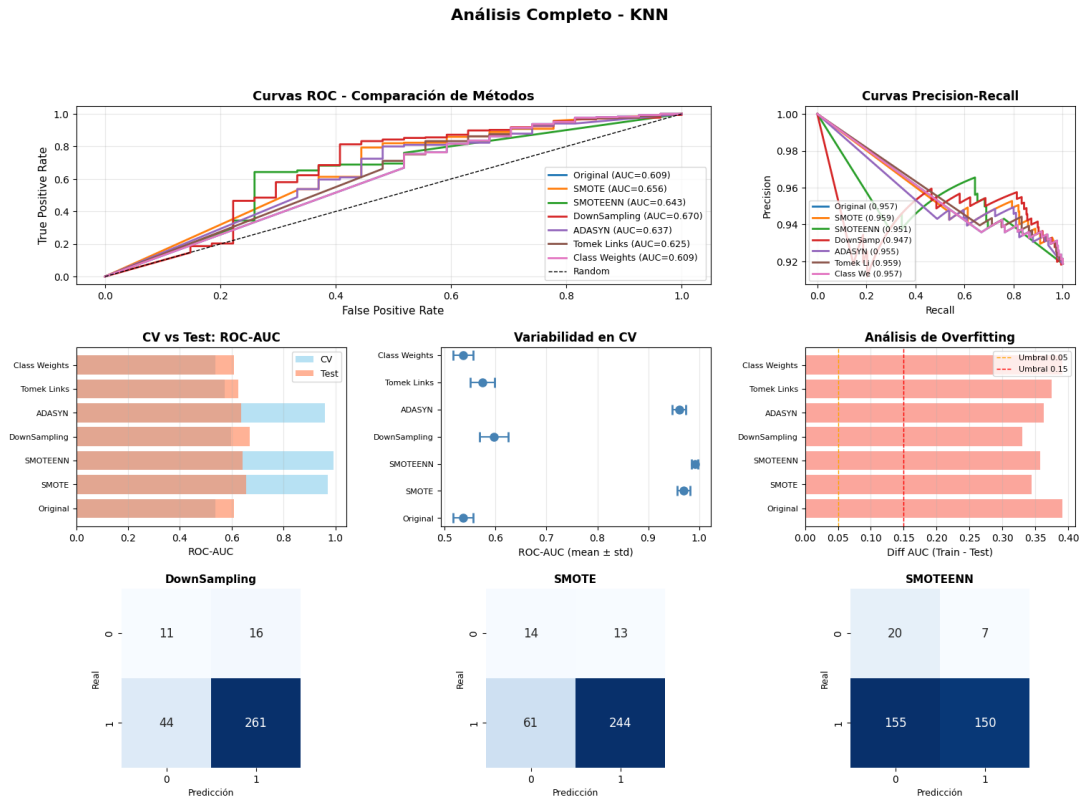 Análisis Completo - KNN
Curvas ROC - Comparación de Métodos
True Positive Rate
1.0
0.8
0.6
0.4
0.2
0.0
Original (AUC=0.609)
SMOTE (AUC=0.656)
SMOTEENN (AUC=0.643)
DownSampling (AUC=0.670)
ADASYN (AUC=0.637)
Tomek Links (AUC=0.625)
Class Weights (AUC=0.609)
Random
0.0 0.2 0.4 0.6 0.8 1.0
False Positive Rate
Curvas Precision-Recall
Precision
1.00
0.98
0.96
0.94
0.92
Original (0.957)
SMOTE (0.959)
SMOTEENN (0.951)
DownSamp (0.947)
ADASYN (0.955)
Tomek Li (0.959)
Class We (0.957)
0.0 0.2 0.4 0.6 0.8 1.0
Recall
CV vs Test: ROC-AUC
Class Weights
Tomek Links
ADASYN
DownSampling
SMOTEENN
SMOTE
Original
CV
Test
0.0 0.2 0.4 0.6 0.8 1.0
ROC-AUC
Variabilidad en CV
Class Weights
Tomek Links
ADASYN
DownSampling
SMOTEENN
SMOTE
Original
0.5 0.6 0.7 0.8 0.9 1.0
ROC-AUC (mean ± std)
Análisis de Overfitting
Class Weights
Tomek Links
ADASYN
DownSampling
SMOTEENN
SMOTE
Original
Umbral 0.05
Umbral 0.15
0.00 0.05 0.10 0.15 0.20 0.25 0.30 0.35 0.40
Diff AUC (Train - Test)
DownSampling
Real
0
1
11 16
44 261
0 1
Predicción
SMOTE
Real
0
1
14 13
61 244
0 1
Predicción
SMOTEENN
Real
0
1
20 7
155 150
0 1
Predicción